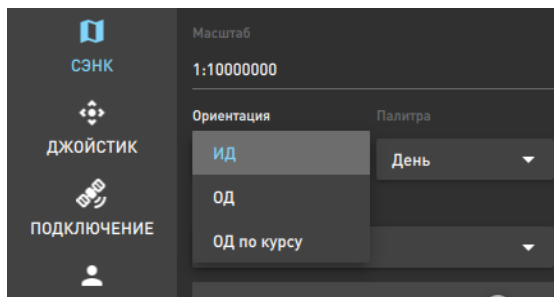 СЭНК
ДЖОЙСТИК
ПОДКЛЮЧЕНИЕ
Масштаб
1:10000000
Ориентация
Палитра
ИД
День
ОД
ОД по курсу